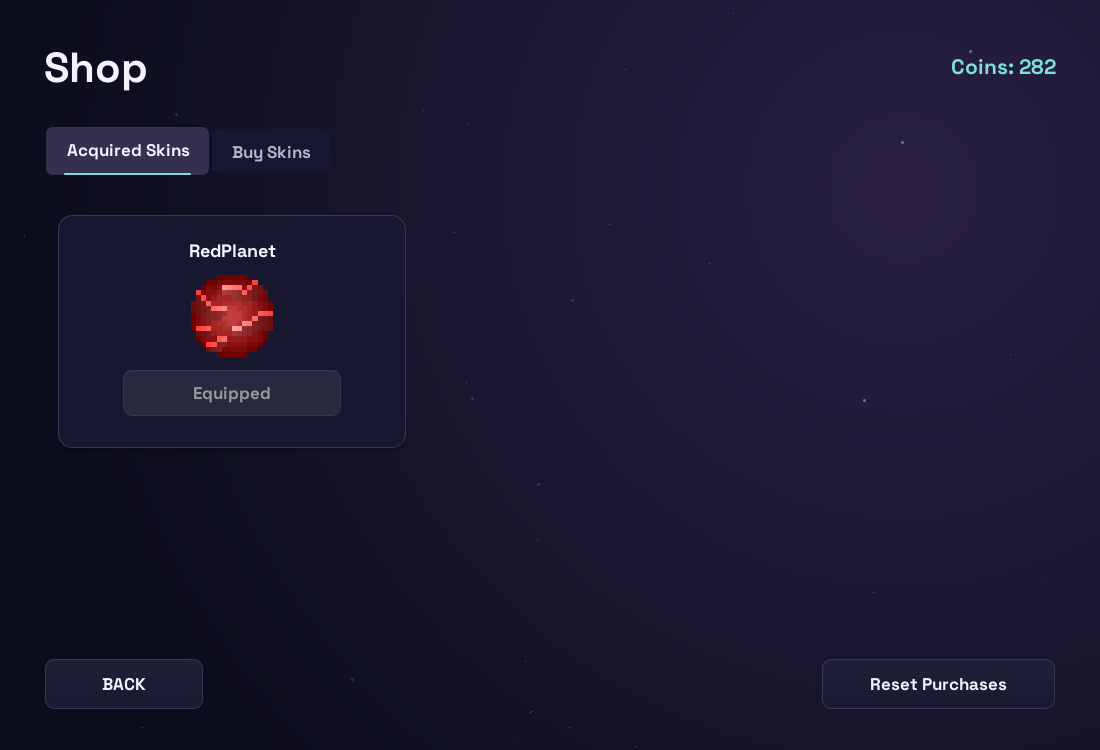 Shop
Coins: 282
Acquired Skins
Buy Skins
RedPlanet
Equipped
BACK
Reset Purchases